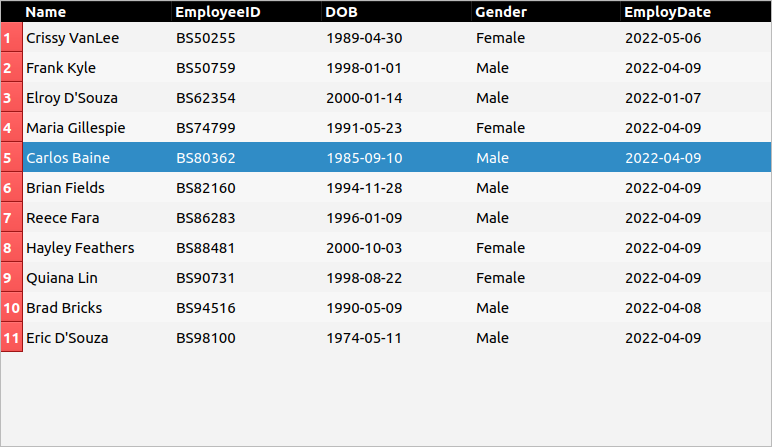 Name EmployeeID DOB Gender EmployDate
1 Crissy VanLee BS50255 1989-04-30 Female 2022-05-06
2 Frank Kyle BS50759 1998-01-01 Male 2022-04-09
3 Elroy D'Souza BS62354 2000-01-14 Male 2022-01-07
4 Maria Gillespie BS74799 1991-05-23 Female 2022-04-09
5 Carlos Baine BS80362 1985-09-10 Male 2022-04-09
6 Brian Fields BS82160 1994-11-28 Male 2022-04-09
7 Reece Fara BS86283 1996-01-09 Male 2022-04-09
8 Hayley Feathers BS88481 2000-10-03 Female 2022-04-09
9 Quiana Lin BS90731 1998-08-22 Female 2022-04-09
10 Brad Bricks BS94516 1990-05-09 Male 2022-04-08
11 Eric D'Souza BS98100 1974-05-11 Male 2022-04-09